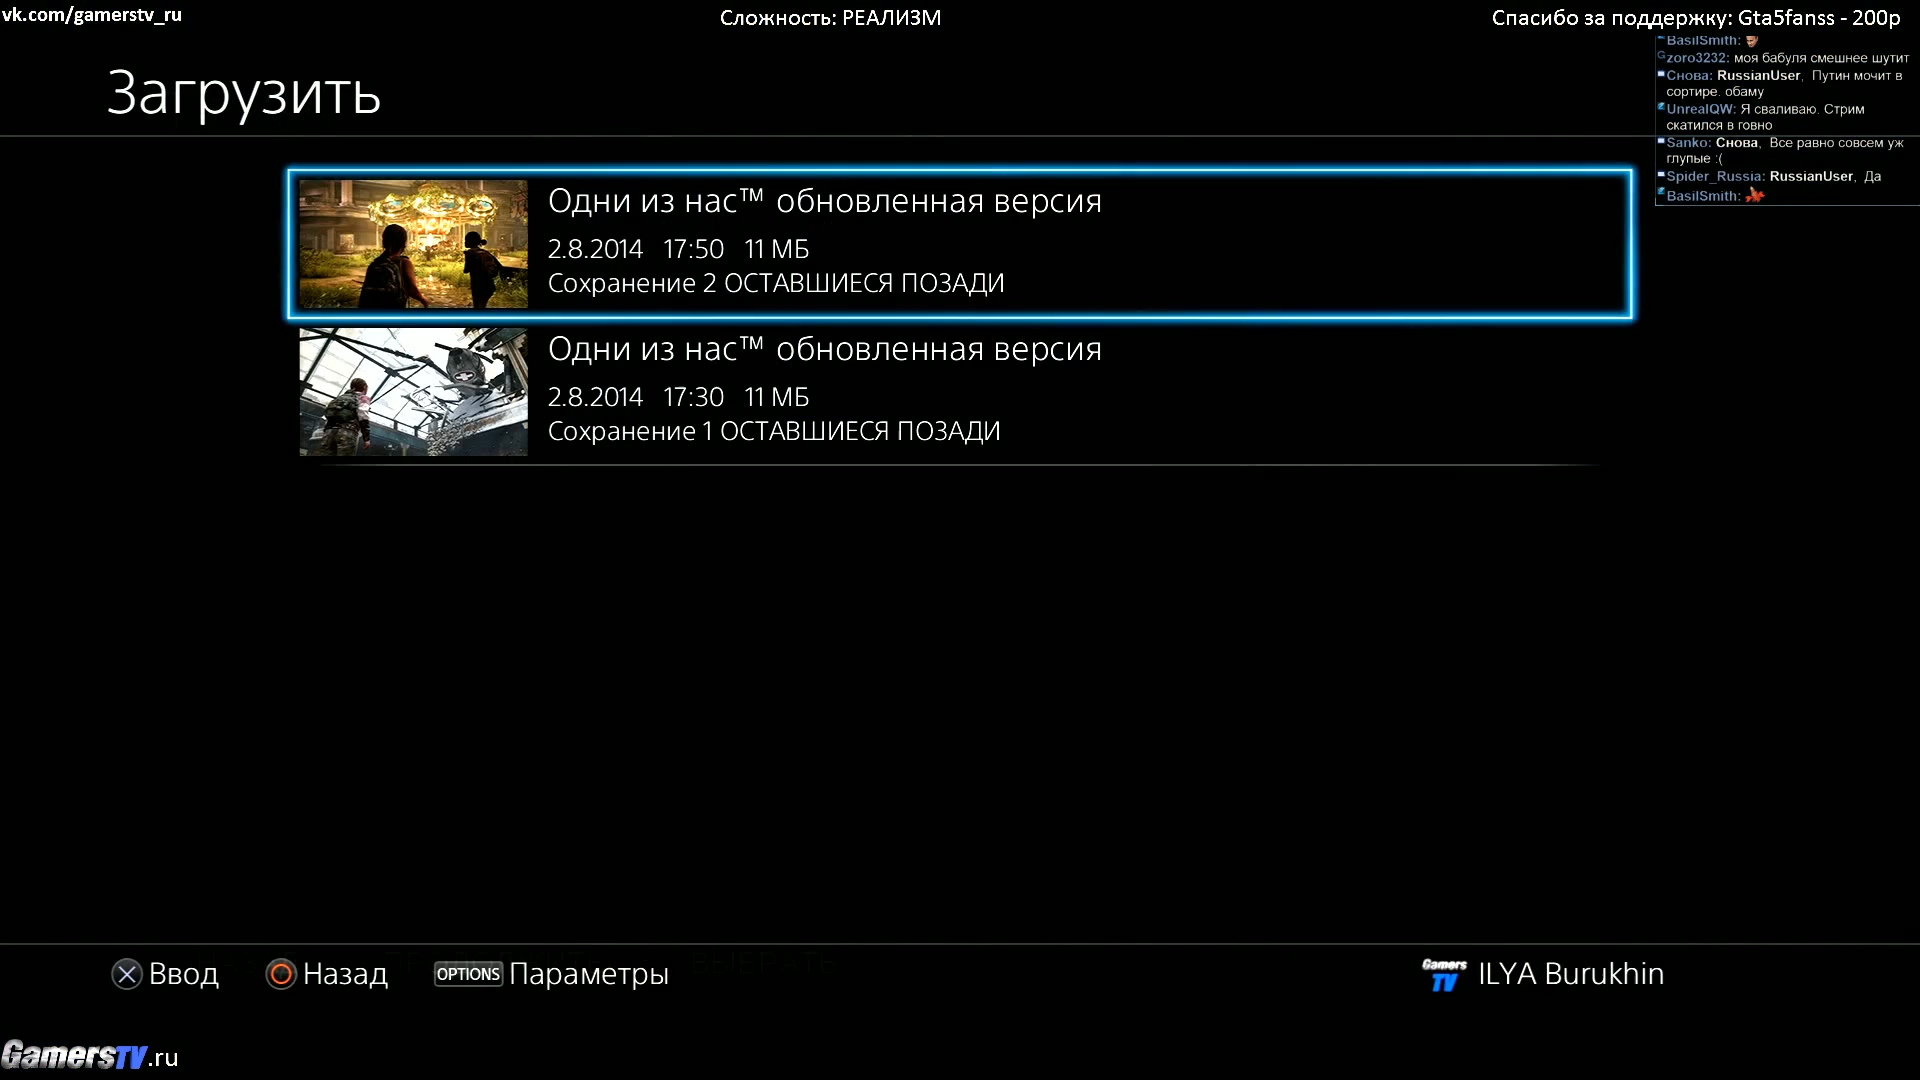 vk.com/gamerstv_ru
Сложность: РЕАЛИЗМ
Спасибо за поддержку: Gta5fanss - 200р
BasilSmith:
zoro3232: моя бабуля смешнее шутит
Снова: RussianUser, Путин мочит в
сортире. обаму
UnrealQW: Я сваливаю. Стрим
скатился в говно
Sanko: Снова, Все равно совсем уж
глупые :(
Spider_Russia: RussianUser, Да
BasilSmith:
Загрузить
Одни из нас™ обновленная версия
2.8.2014 17:50 11 МБ
Сохранение 2 ОСТАВШИЕСЯ ПОЗАДИ
Одни из нас™ обновленная версия
2.8.2014 17:30 11 МБ
Сохранение 1 ОСТАВШИЕСЯ ПОЗАДИ
Ввод Назад OPTIONS Параметры
Gamers TV ILYA Burukhin
GamersTV.ru